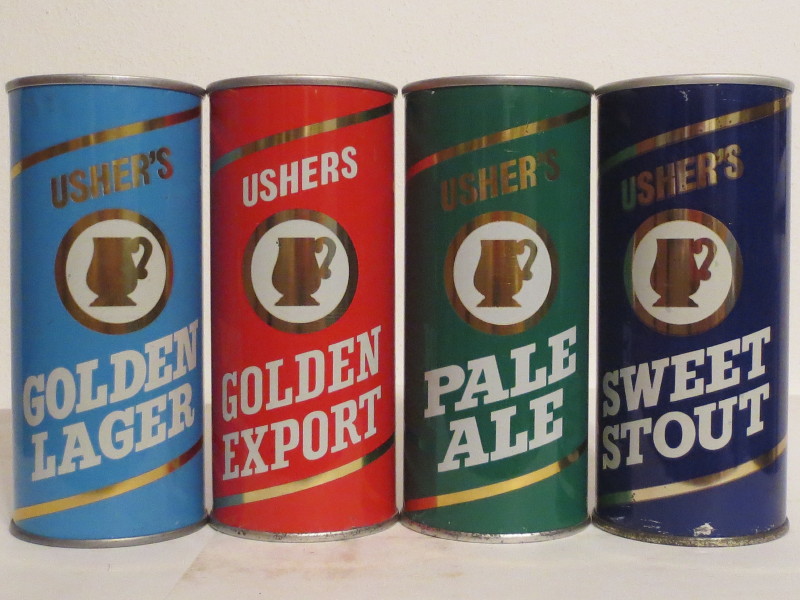 USHER'S
GOLDEN
LAGER
USHERS
GOLDEN
EXPORT
USHER'S
PALE
ALE
USHER'S
SWEET
STOUT